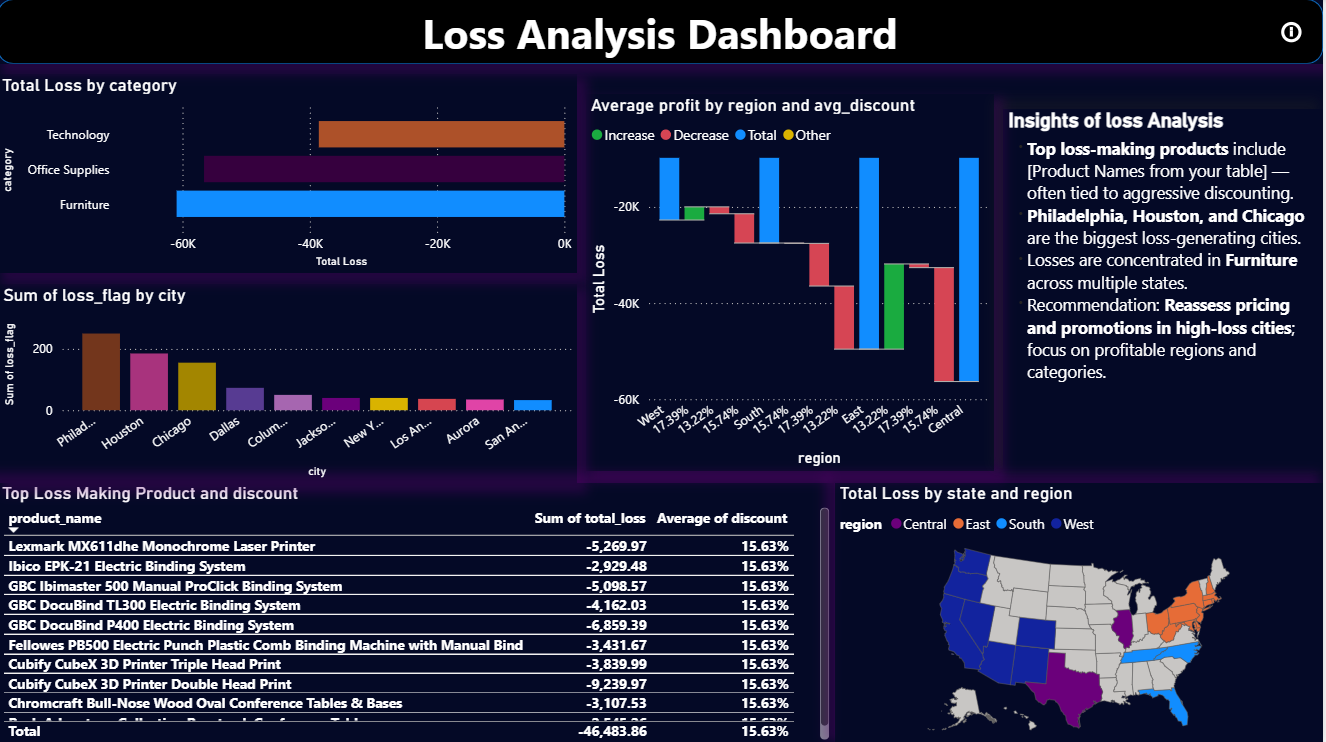 Loss Analysis Dashboard
Total Loss by category
category
Technology
Office Supplies
Furniture
-60K -40K -20K 0K
Total Loss
Sum of loss_flag by city
Sum of loss_flag
200
0
Philad... Houston Chicago Dallas Colum... Jackso... New Y... Los An... Aurora San An...
city
Average profit by region and avg_discount
Increase Decrease Total Other
Total Loss
-20K
-40K
-60K
West 17.39% 13.22% 15.74% South 15.74% 17.39% 13.22% East 13.22% 17.39% 15.74% Central
region
Insights of loss Analysis
Top loss-making products include
[Product Names from your table] —
often tied to aggressive discounting.
Philadelphia, Houston, and Chicago
are the biggest loss-generating cities.
Losses are concentrated in Furniture
across multiple states.
Recommendation: Reassess pricing
and promotions in high-loss cities;
focus on profitable regions and
categories.
Top Loss Making Product and discount
product_name Sum of total_loss Average of discount
Lexmark MX611dhe Monochrome Laser Printer -5,269.97 15.63%
Ibico EPK-21 Electric Binding System -2,929.48 15.63%
GBC Ibimaster 500 Manual ProClick Binding System -5,098.57 15.63%
GBC DocuBind TL300 Electric Binding System -4,162.03 15.63%
GBC DocuBind P400 Electric Binding System -6,859.39 15.63%
Fellowes PB500 Electric Punch Plastic Comb Binding Machine with Manual Bind -3,431.67 15.63%
Cubify CubeX 3D Printer Triple Head Print -3,839.99 15.63%
Cubify CubeX 3D Printer Double Head Print -9,239.97 15.63%
Chromcraft Bull-Nose Wood Oval Conference Tables & Bases -3,107.53 15.63%
Total -46,483.86 15.63%
Total Loss by state and region
region Central East South West